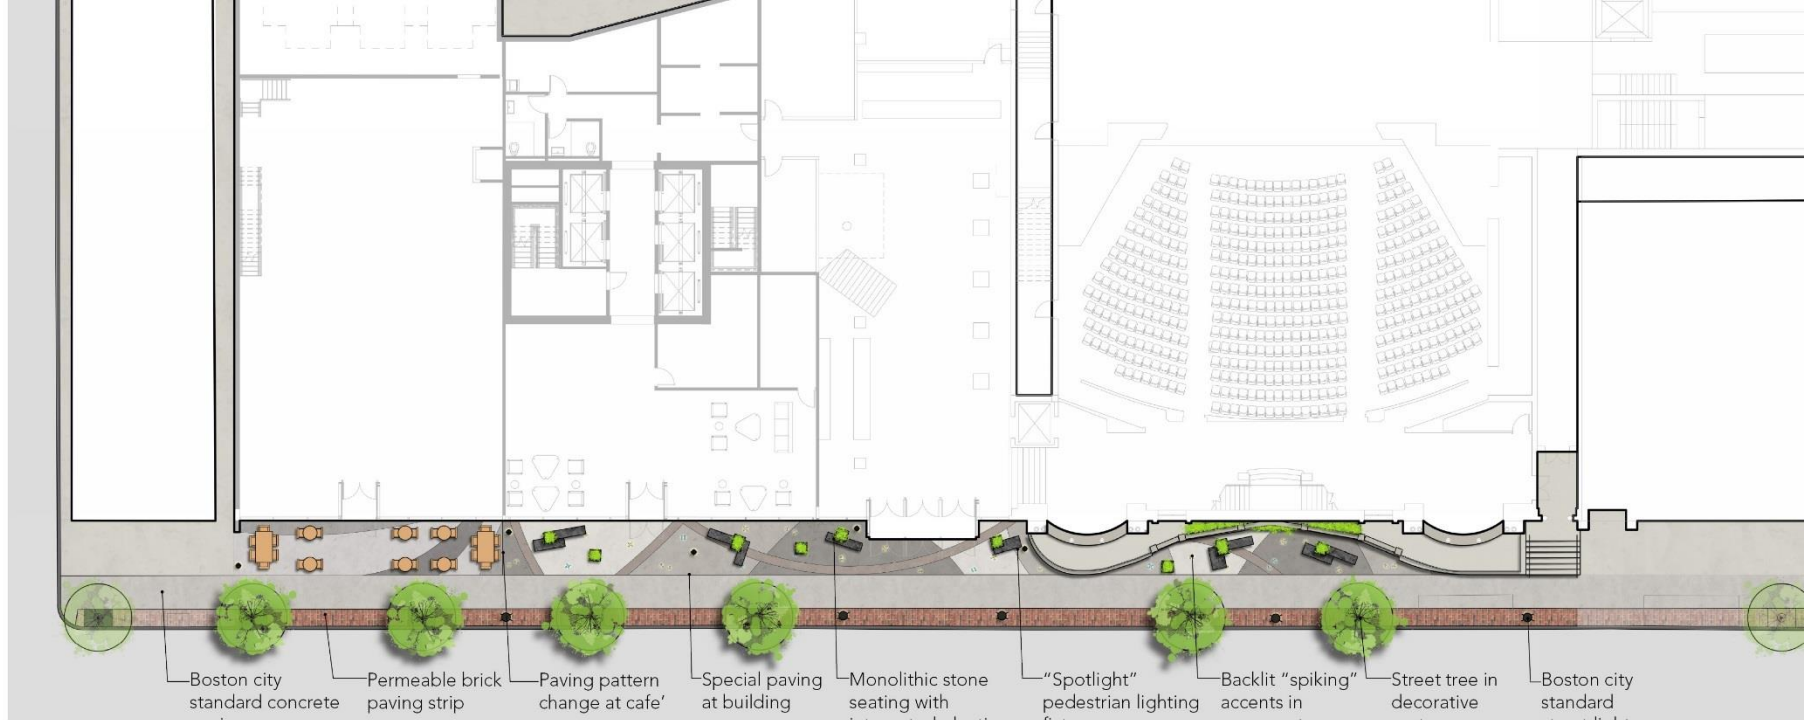 Boston city
standard concrete
Permeable brick
paving strip
Paving pattern
change at cafe'
Special paving
at building
Monolithic stone
seating with
"Spotlight"
pedestrian lighting
Backlit "spiking"
accents in
Street tree in
decorative
Boston city
standard